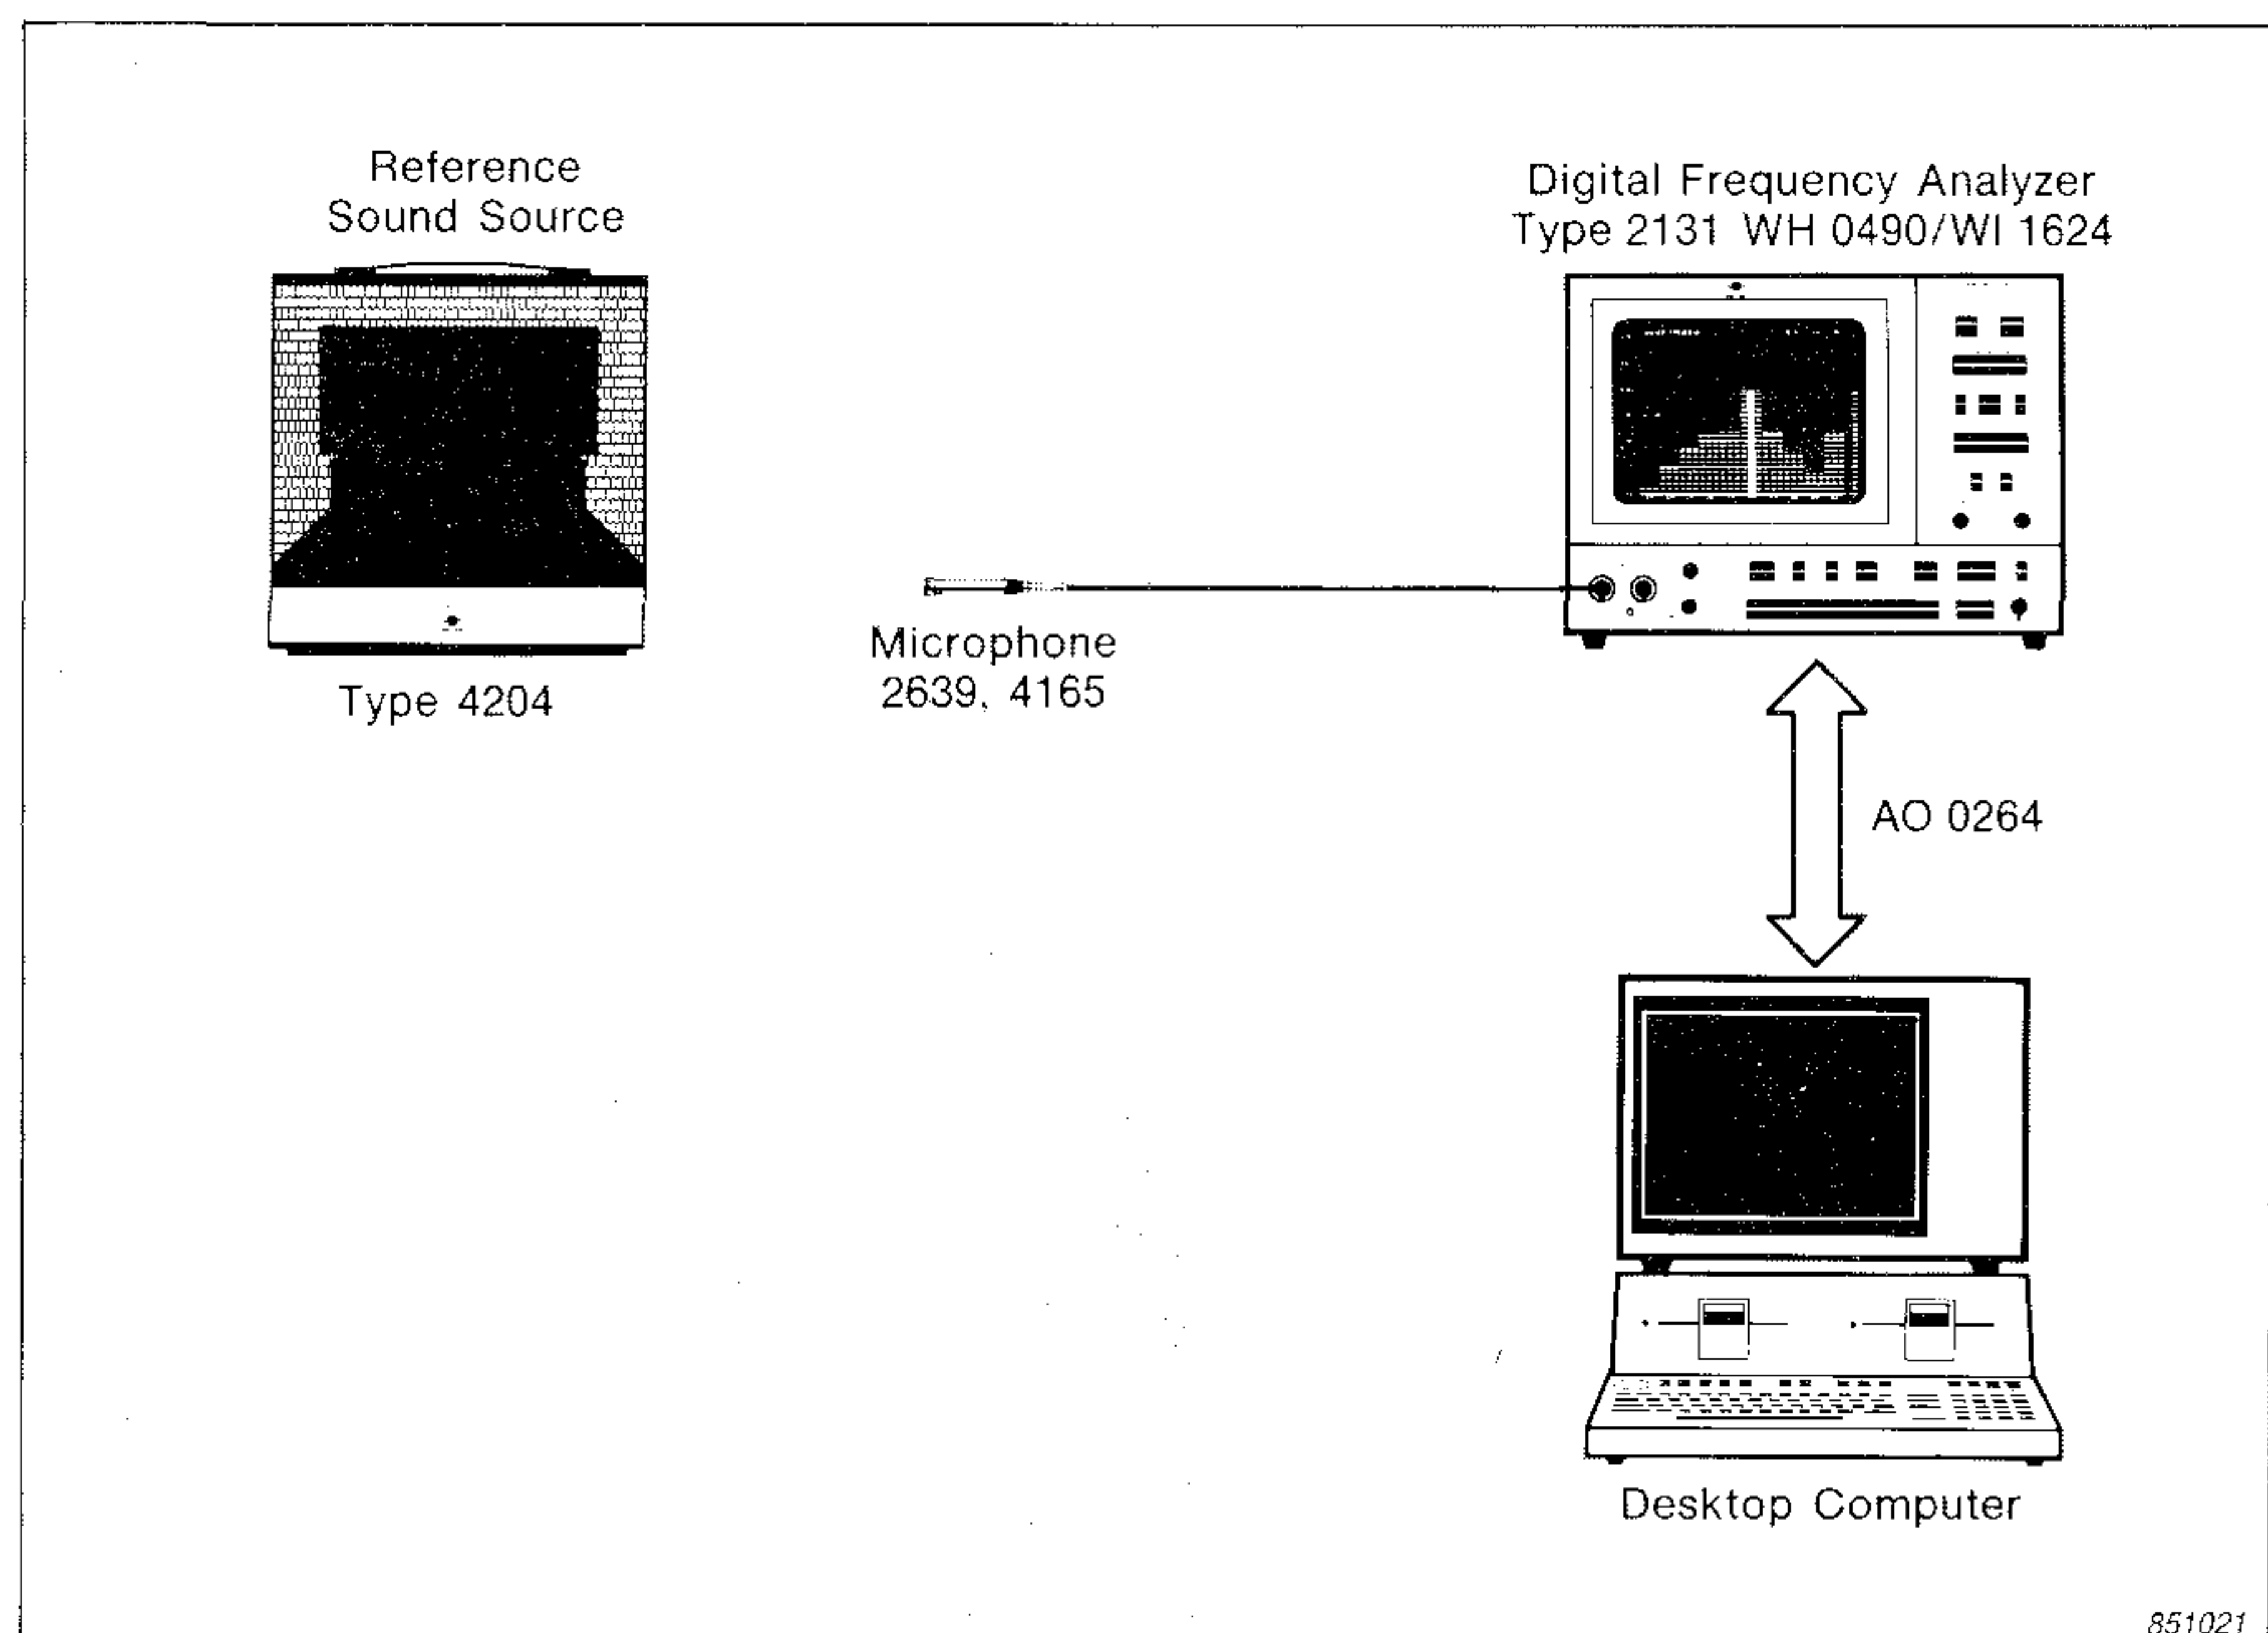 Reference
Sound Source
Type 4204
Microphone
2639, 4165
Digital Frequency Analyzer
Type 2131 WH 0490/WI 1624
AO 0264
Desktop Computer
851021